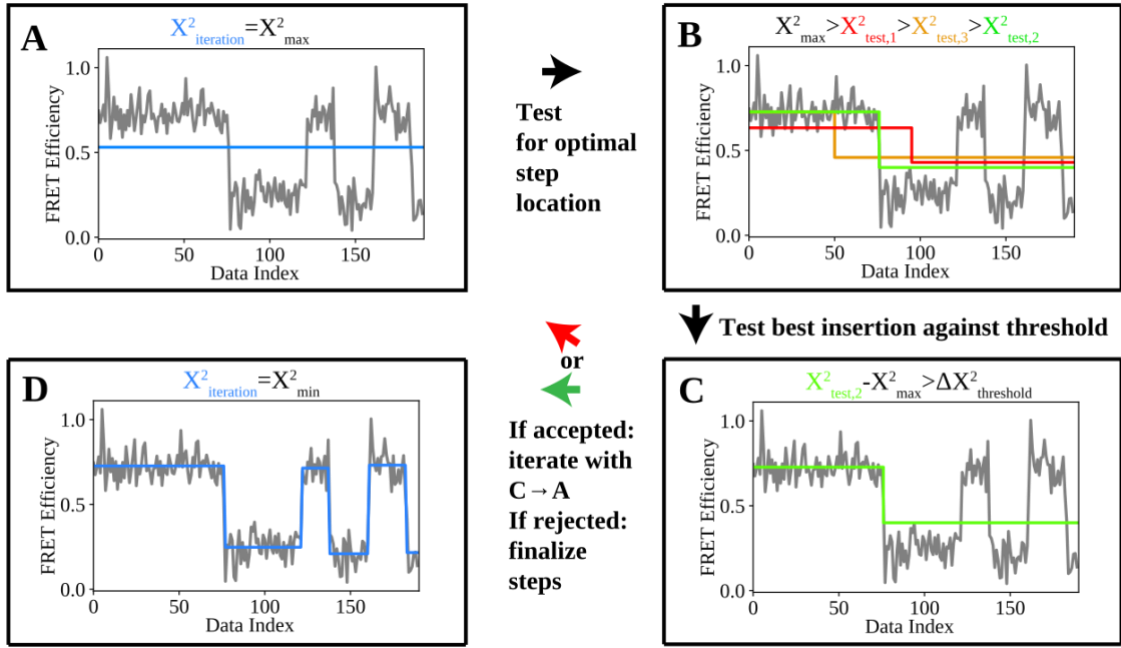 A
X²iteration=X²max
FRET Efficiency
1.0
0.5
0.0
0
50
100
150
Data Index
Test
for optimal
step
location
B
X²max>X²test,1>X²test,3>X²test,2
FRET Efficiency
1.0
0.5
0.0
0
50
100
150
Data Index
Test best insertion against threshold
C
X²test,2-X²max>ΔX²threshold
FRET Efficiency
1.0
0.5
0.0
0
50
100
150
Data Index
or
If accepted:
iterate with
C→A
If rejected:
finalize
steps
D
X²iteration=X²min
FRET Efficiency
1.0
0.5
0.0
0
50
100
150
Data Index